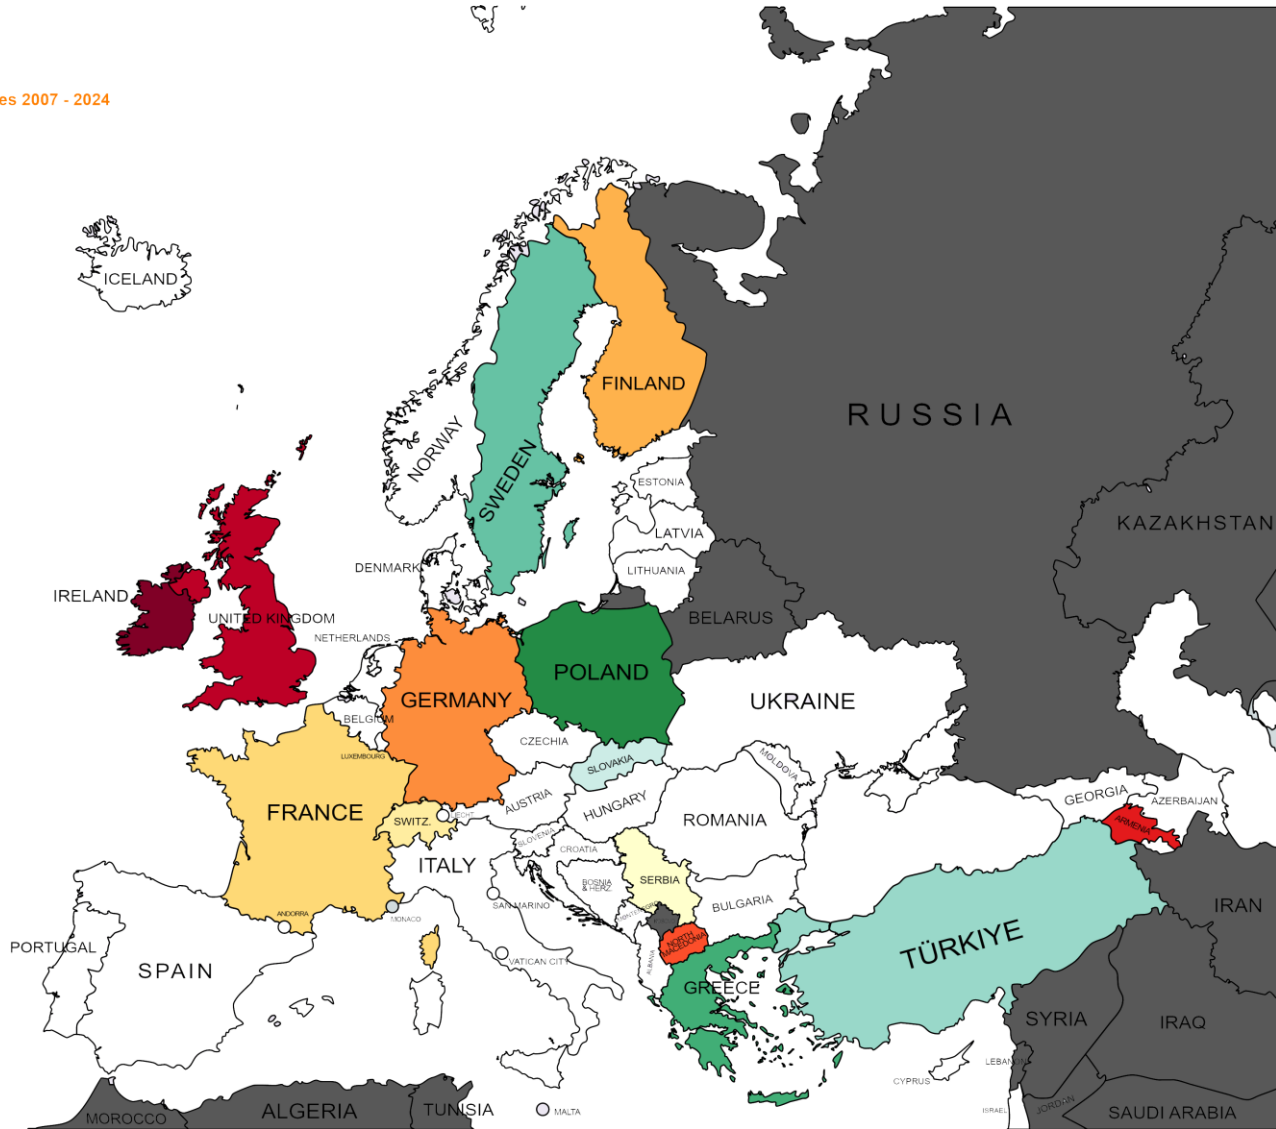 es 2007 - 2024
ICELAND
FINLAND
RUSSIA
NORWAY
SWEDEN
ESTONIA
KAZAKHSTAN
LATVIA
DENMARK
LITHUANIA
IRELAND
UNITED KINGDOM
BELARUS
NETHERLANDS
POLAND
GERMANY
UKRAINE
BELGIUM
CZECHIA
LUXEMBOURG
SLOVAKIA
MOLDOVA
FRANCE
SWITZ.
LIECHT.
AUSTRIA
HUNGARY
GEORGIA
AZERBAIJAN
ROMANIA
ARMENIA
SLOVENIA
CROATIA
ITALY
SERBIA
BOSNIA
& HERZ.
BULGARIA
SAN MARINO
MONTENEGRO
IRAN
ANDORRA
MONACO
PORTUGAL
NORTH
MACEDONIA
TÜRKIYE
SPAIN
VATICAN CITY
ALBANIA
GREECE
SYRIA
IRAQ
LEBANON
CYPRUS
MOROCCO
ALGERIA
TUNISIA
MALTA
ISRAEL
JORDAN
SAUDI ARABIA